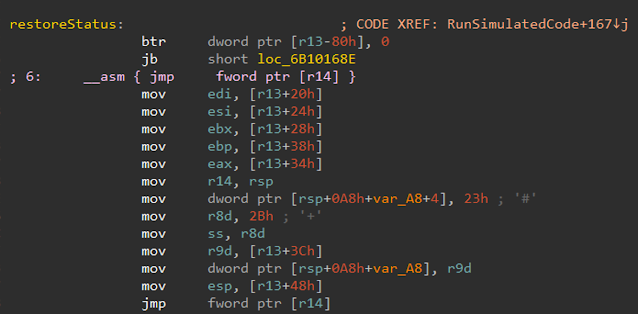 restoreStatus: ; CODE XREF: RunSimulatedCode+167↓j
btr dword ptr [r13-80h], 0
jb short loc_6B10168E
; 6: __asm { jmp fword ptr [r14] }
mov edi, [r13+20h]
mov esi, [r13+24h]
mov ebx, [r13+28h]
mov ebp, [r13+38h]
mov eax, [r13+34h]
mov r14, rsp
mov dword ptr [rsp+0A8h+var_A8+4], 23h ; '#'
mov r8d, 2Bh ; '+'
mov ss, r8d
mov r9d, [r13+3Ch]
mov dword ptr [rsp+0A8h+var_A8], r9d
mov esp, [r13+48h]
jmp fword ptr [r14]